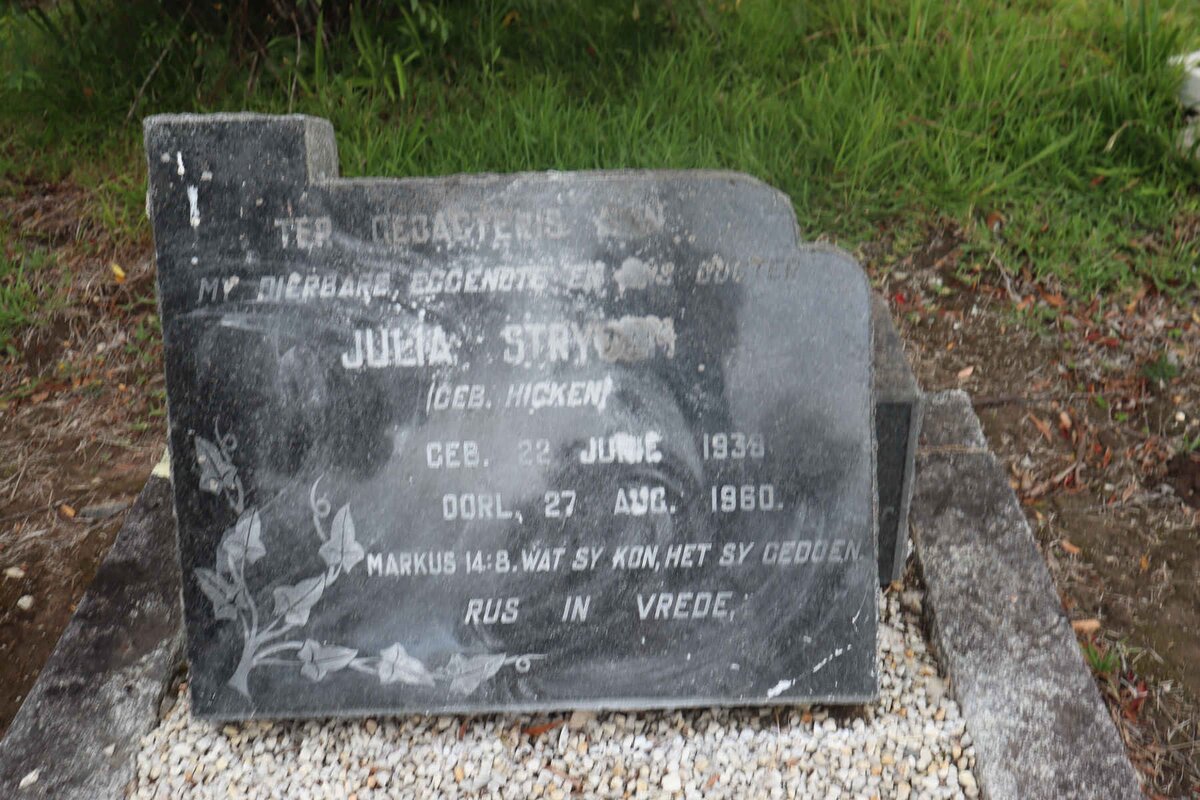 TER GEDAGTENIS AAN
MY DIERBARE EGGENOTE EN ONS DOGTER
JULIA STRYDOM
(GEB. HICKEN)
GEB. 22 JUNIE 1938
OORL. 27 AUG. 1960.
MARKUS 14:8. WAT SY KON, HET SY GEDOEN
RUS IN VREDE,